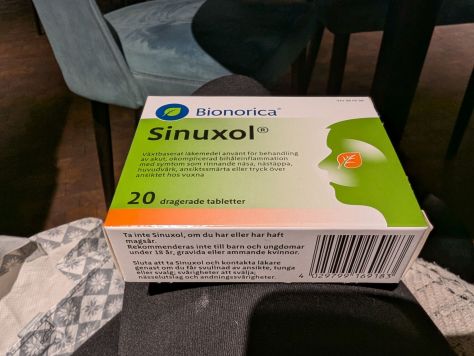 Bionorica®
Sinuxol®
Växtbaserat läkemedel använt för behandling
av akut, okomplicerad bihåleinflammation
med symtom som rinnande näsa, nästäppa,
huvudvärk, ansiktssmärta eller tryck över
ansiktet hos vuxna
20 dragerade tabletter
Ta inte Sinuxol, om du har eller har haft
magsår.
Rekommenderas inte till barn och ungdomar
under 18 år, gravida eller ammande kvinnor.
Sluta att ta Sinuxol och kontakta läkare
genast om du får svullnad av ansikte, tunga
eller svalg; svårigheter att svälja;
nässelutslag och andningssvårigheter.
4 029799 169183